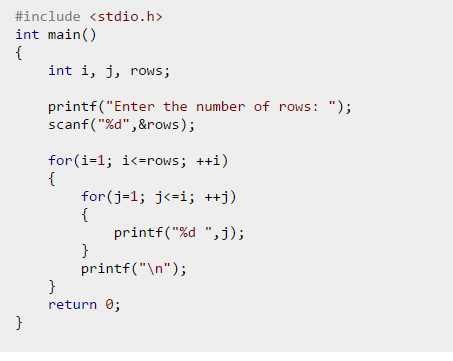 #include <stdio.h>
int main()
{
    int i, j, rows;

    printf("Enter the number of rows: ");
    scanf("%d",&rows);

    for(i=1; i<=rows; ++i)
    {
        for(j=1; j<=i; ++j)
        {
            printf("%d ",j);
        }
        printf("\n");
    }
    return 0;
}